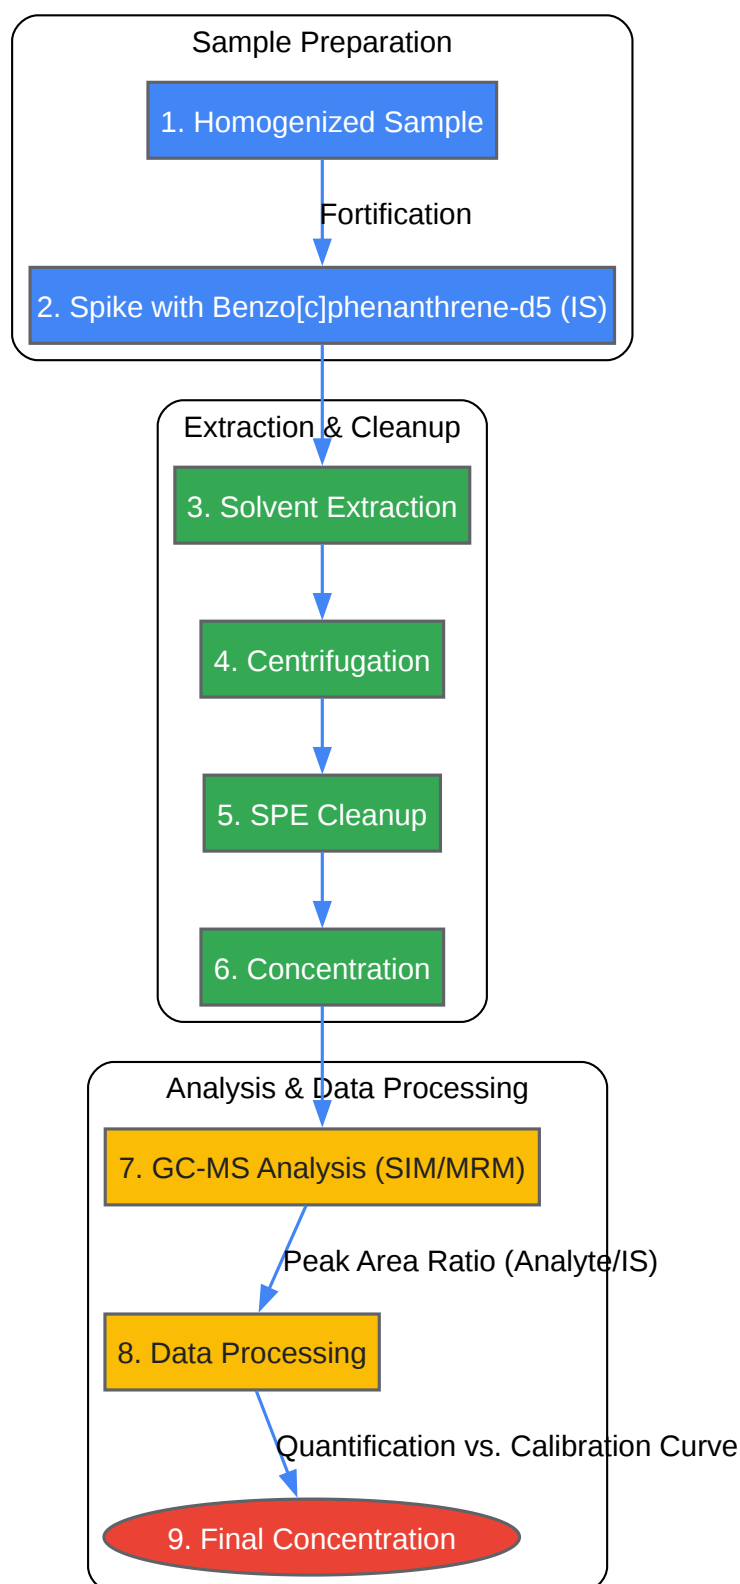 Sample Preparation
1. Homogenized Sample
Fortification
2. Spike with Benzo[c]phenanthrene-d5 (IS)
Extraction & Cleanup
3. Solvent Extraction
4. Centrifugation
5. SPE Cleanup
6. Concentration
Analysis & Data Processing
7. GC-MS Analysis (SIM/MRM)
Peak Area Ratio (Analyte/IS)
8. Data Processing
Quantification vs. Calibration Curve
9. Final Concentration